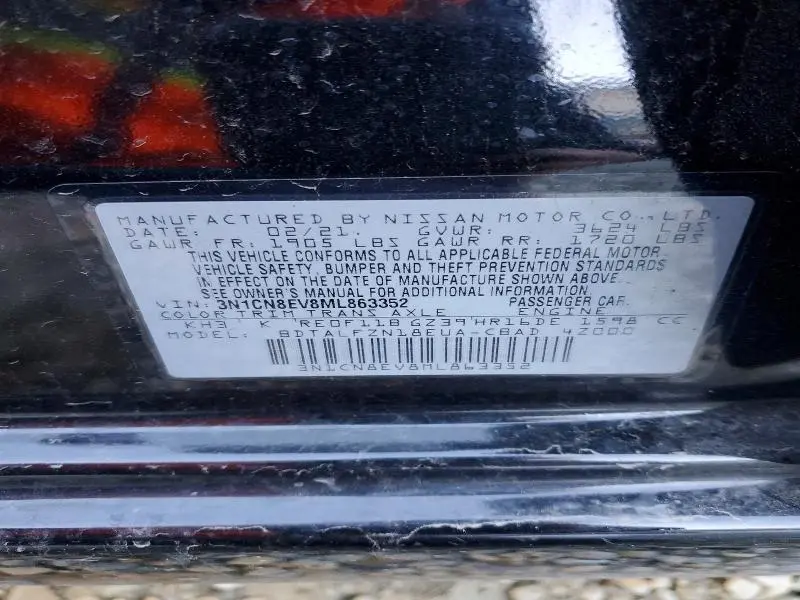 MANUFACTURED BY NISSAN MOTOR CO., LTD.
DATE: 02/21. GVWR: 3624 LBS
GAWR FR: 1905 LBS GAWR RR: 1720 LBS
THIS VEHICLE CONFORMS TO ALL APPLICABLE FEDERAL MOTOR
VEHICLE SAFETY, BUMPER AND THEFT PREVENTION STANDARDS
IN EFFECT ON THE DATE OF MANUFACTURE SHOWN ABOVE.
SEE OWNER'S MANUAL FOR ADDITIONAL INFORMATION.
VIN: 3N1CN8EV8ML863352 PASSENGER CAR.
COLOR TRIM TRANS AXLE ENGINE
KH3 K RE0F11B GZ39 HR16DE 1598 CC
MODEL: BDTALFZN18EUA-CBAD 4Z000
3N1CN8EV8ML863352